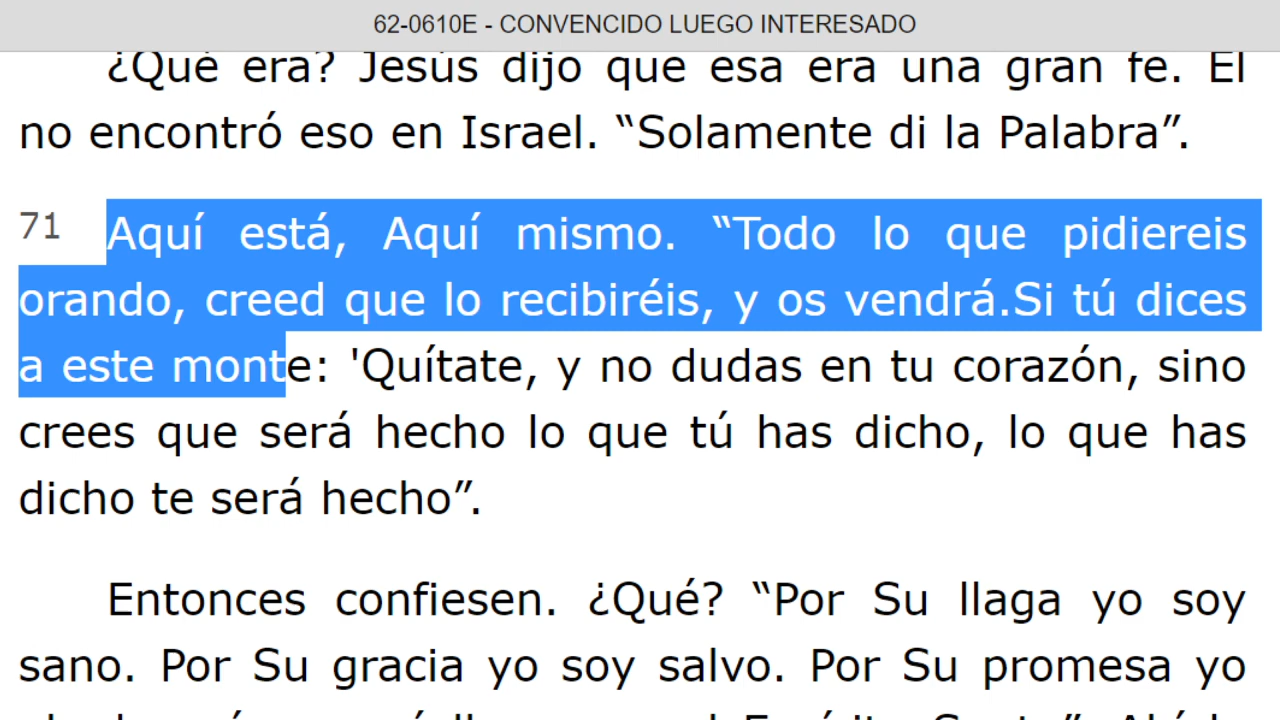 62-0610E - CONVENCIDO LUEGO INTERESADO
¿Qué era? Jesús dijo que esa era una gran fe. Él
no encontró eso en Israel. “Solamente di la Palabra”.
71 Aquí está, Aquí mismo. “Todo lo que pidiereis
orando, creed que lo recibiréis, y os vendrá.Si tú dices
a este monte: 'Quítate, y no dudas en tu corazón, sino
crees que será hecho lo que tú has dicho, lo que has
dicho te será hecho”.
Entonces confiesen. ¿Qué? “Por Su llaga yo soy
sano. Por Su gracia yo soy salvo. Por Su promesa yo